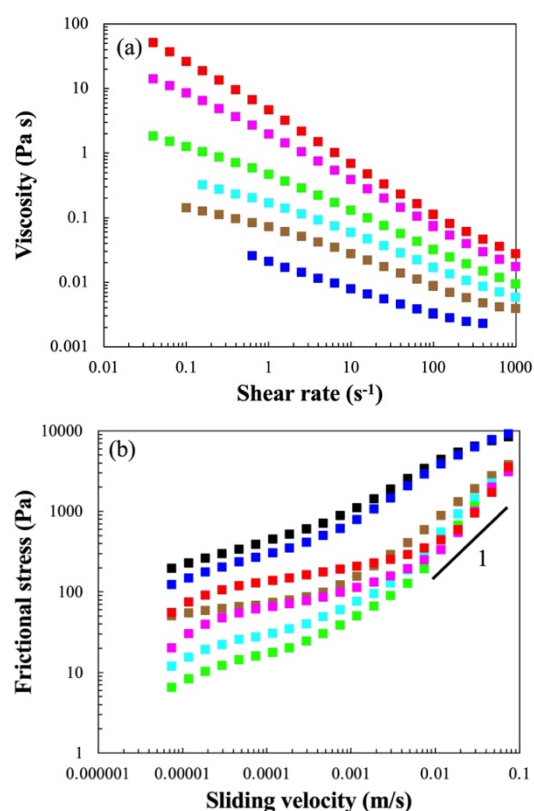 (a)
Viscosity (Pa s)
100
10
1
0.1
0.01
0.001
0.01 0.1 1 10 100 1000
Shear rate (s⁻¹)
(b)
Frictional stress (Pa)
10000
1000
100
10
1
1
0.000001 0.00001 0.0001 0.001 0.01 0.1
Sliding velocity (m/s)